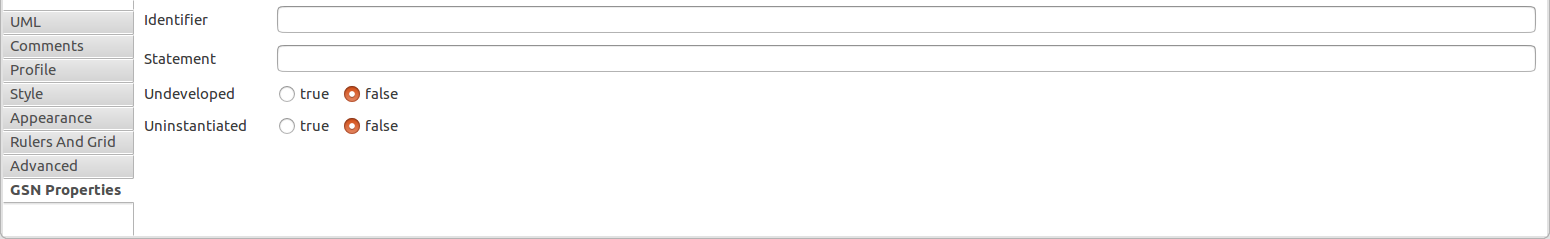 UML
Comments
Profile
Style
Appearance
Rulers And Grid
Advanced
GSN Properties
Identifier
Statement
Undeveloped true false
Uninstantiated true false